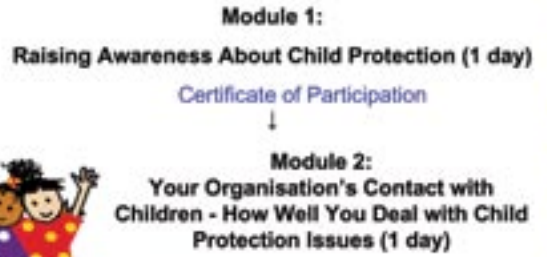 Module 1:
Raising Awareness About Child Protection (1 day)
Certificate of Participation
Module 2:
Your Organisation's Contact with
Children - How Well You Deal with Child
Protection Issues (1 day)